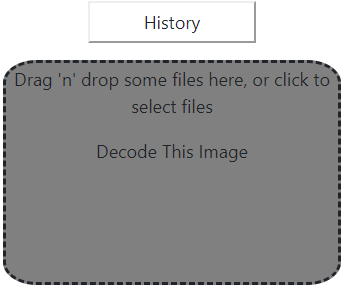 History
Drag 'n' drop some files here, or click to
select files
Decode This Image